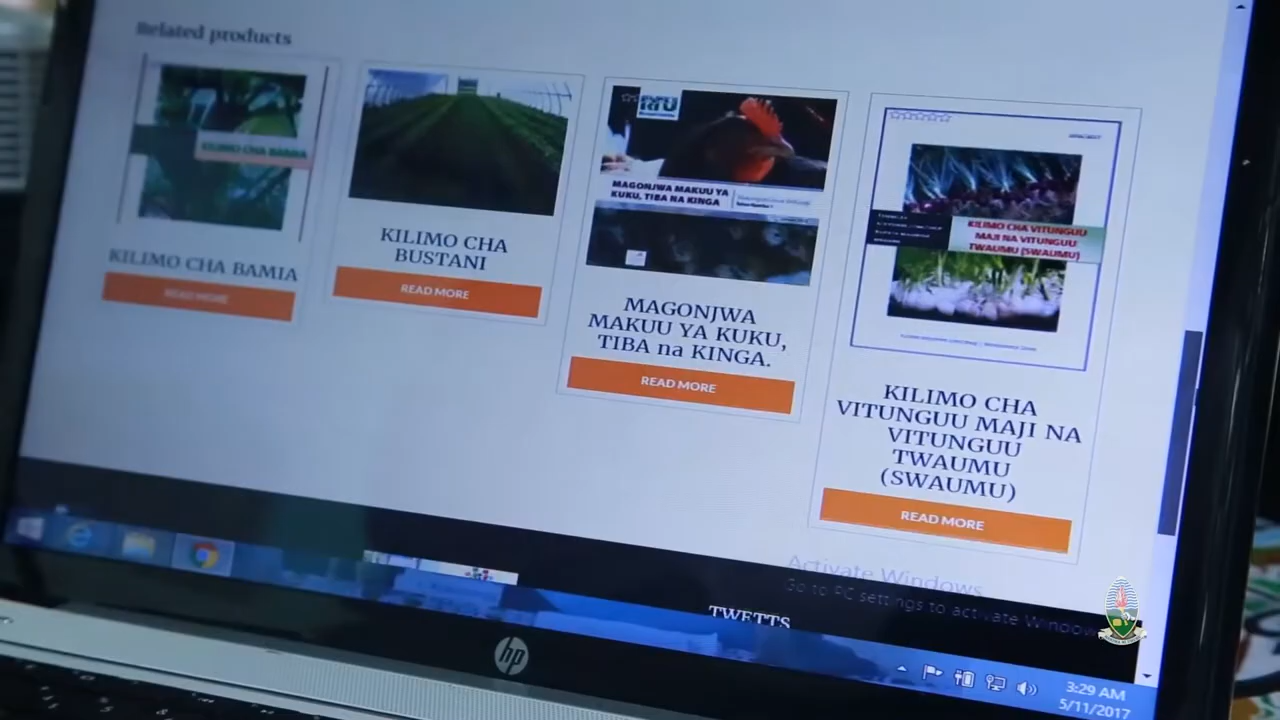 Related products
KILIMO CHA BAMIA
KILIMO CHA BAMIA
READ MORE
KILIMO CHA
BUSTANI
READ MORE
MAGONJWA MAKUU YA
KUKU, TIBA NA KINGA
MAGONJWA
MAKUU YA KUKU,
TIBA na KINGA.
READ MORE
KILIMO CHA VITUNGUU
MAJI NA VITUNGUU
TWAUMU (SWAUMU)
KILIMO CHA
VITUNGUU MAJI NA
VITUNGUU
TWAUMU
(SWAUMU)
READ MORE
Activate Windows
Go to PC settings to activate Window
TWETTS
hp
3:29 AM
5/11/2017